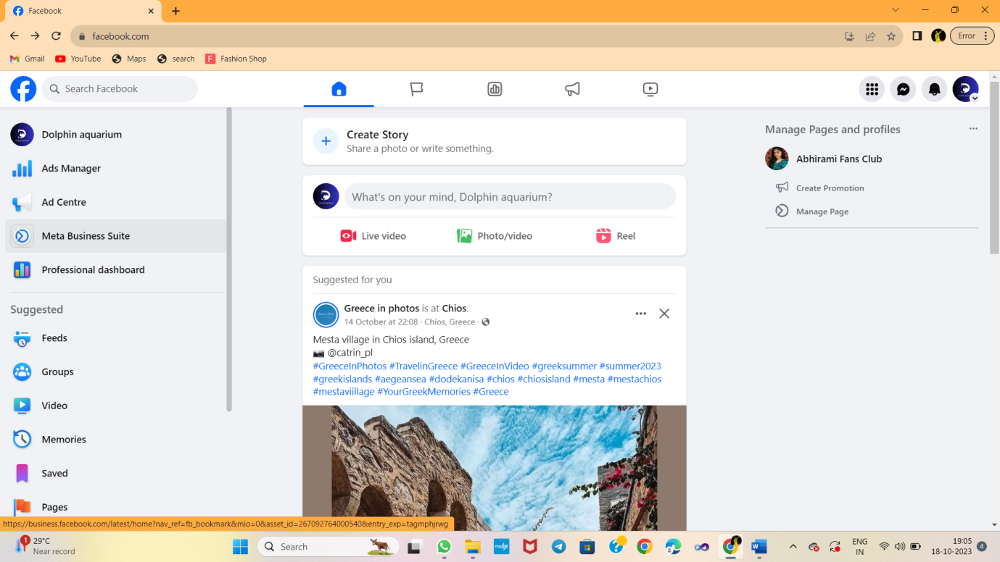 Facebook
facebook.com
Error
Gmail
YouTube
Maps
search
F Fashion Shop
Search Facebook
Dolphin aquarium
Ads Manager
Ad Centre
Meta Business Suite
Professional dashboard
Suggested
Feeds
Groups
Video
Memories
Saved
Pages
Create Story
Share a photo or write something.
What's on your mind, Dolphin aquarium?
Live video
Photo/video
Reel
Suggested for you
Greece in photos is at Chios.
14 October at 22:08 · Chíos, Greece ·
Mesta village in Chios island, Greece
📷 @catrin_pl
#GreeceInPhotos #TravelinGreece #GreeceInVideo #greeksummer #summer2023
#greekislands #aegeansea #dodekanisa #chios #chiosisland #mesta #mestachios
#mestaviillage #YourGreekMemories #Greece
Manage Pages and profiles
Abhirami Fans Club
Create Promotion
Manage Page
https://business.facebook.com/latest/home?nav_ref=fb_bookmark&mio=0&asset_id=267092764000540&entry_exp=tagmphjrwg
1
29°C
Near record
Search
myhp
W
ENG
IN
19:05
18-10-2023
4